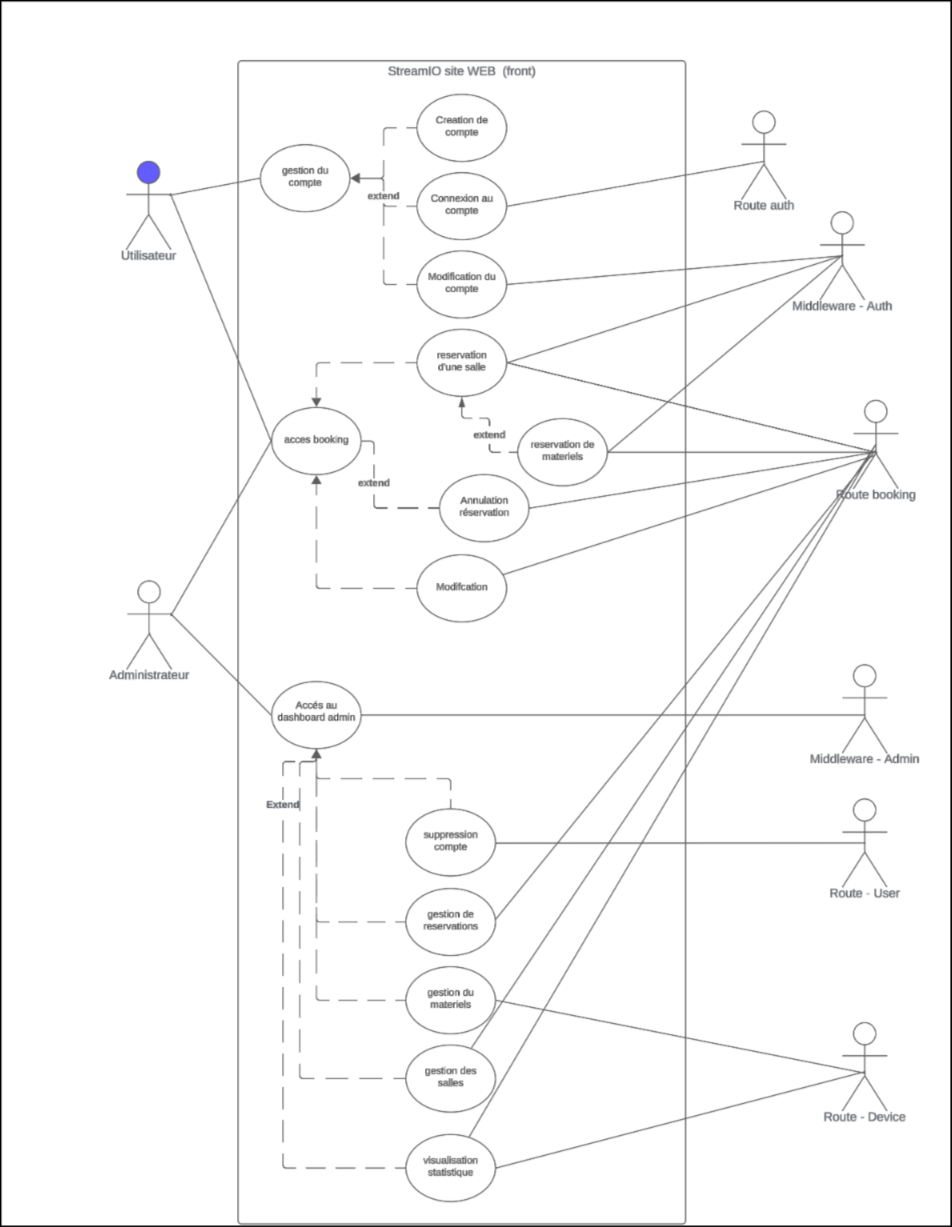 StreamIO site WEB (front)
Creation de
compte
gestion du
compte
extend
Connexion au
compte
Route auth
Utilisateur
Modification du
compte
Middleware - Auth
reservation
d'une salle
acces booking
extend
reservation de
materiels
extend
Annulation
réservation
Route booking
Modifcation
Administrateur
Accés au
dashboard admin
Middleware - Admin
Extend
suppression
compte
Route - User
gestion de
reservations
gestion du
materiels
gestion des
salles
Route - Device
visualisation
statistique